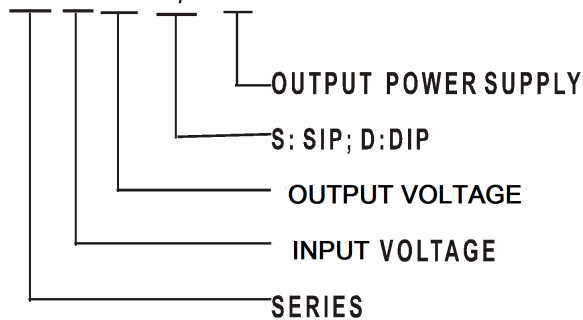 OUTPUT POWER SUPPLY
S: SIP; D:DIP
OUTPUT VOLTAGE
INPUT VOLTAGE
SERIES